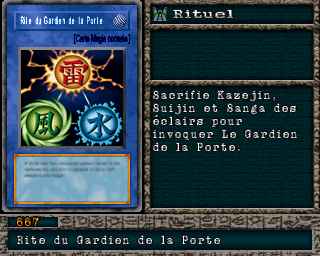 Rite du Gardien de la Porte
[Carte Magie normale]
雷
風
水
Rituel
Sacrifie Kazejin,
Suijin et Sanga des
éclairs pour
invoquer Le Gardien
de la Porte.
667
Rite du Gardien de la Porte